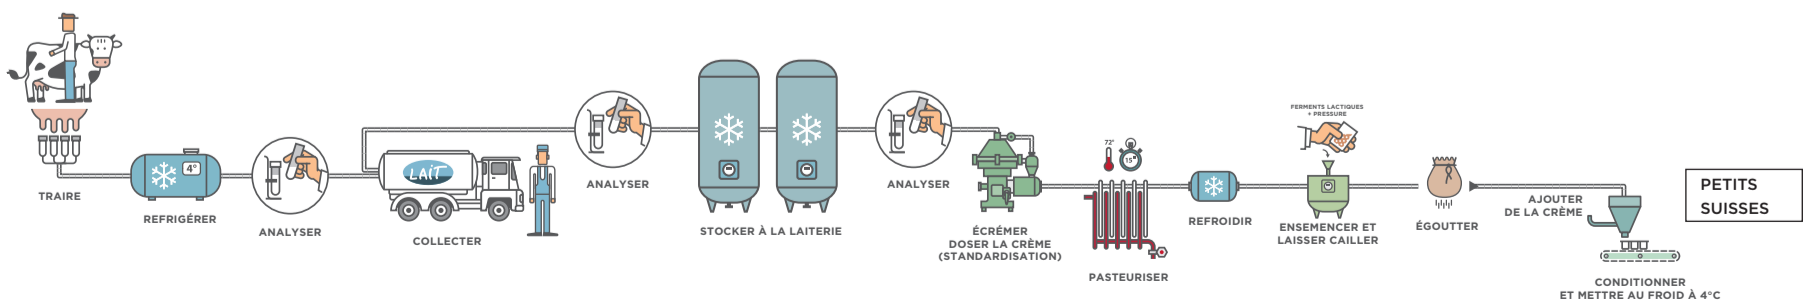 TRAIRE
4°
REFRIGÉRER
ANALYSER
LAIT
COLLECTER
ANALYSER
STOCKER À LA LAITERIE
ANALYSER
ÉCRÉMER
DOSER LA CRÈME
(STANDARDISATION)
72°
15"
PASTEURISER
REFROIDIR
FERMENTS LACTIQUES
+ PRESSURE
ENSEMENCER ET
LAISSER CAILLER
ÉGOUTTER
AJOUTER
DE LA CRÈME
CONDITIONNER
ET METTRE AU FROID À 4°C
PETITS
SUISSES